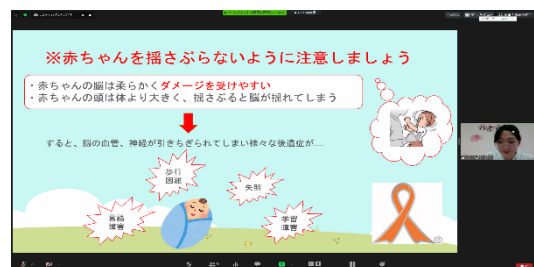 ※赤ちゃんを揺さぶらないように注意しましょう
・赤ちゃんの脳は柔らかくダメージを受けやすい
・赤ちゃんの頭は体より大きく、揺さぶると脳が揺れてしまう
すると、脳の血管、神経が引きちぎられてしまい様々な後遺症が…
歩行
困難
失明
言語
障害
学習
障害